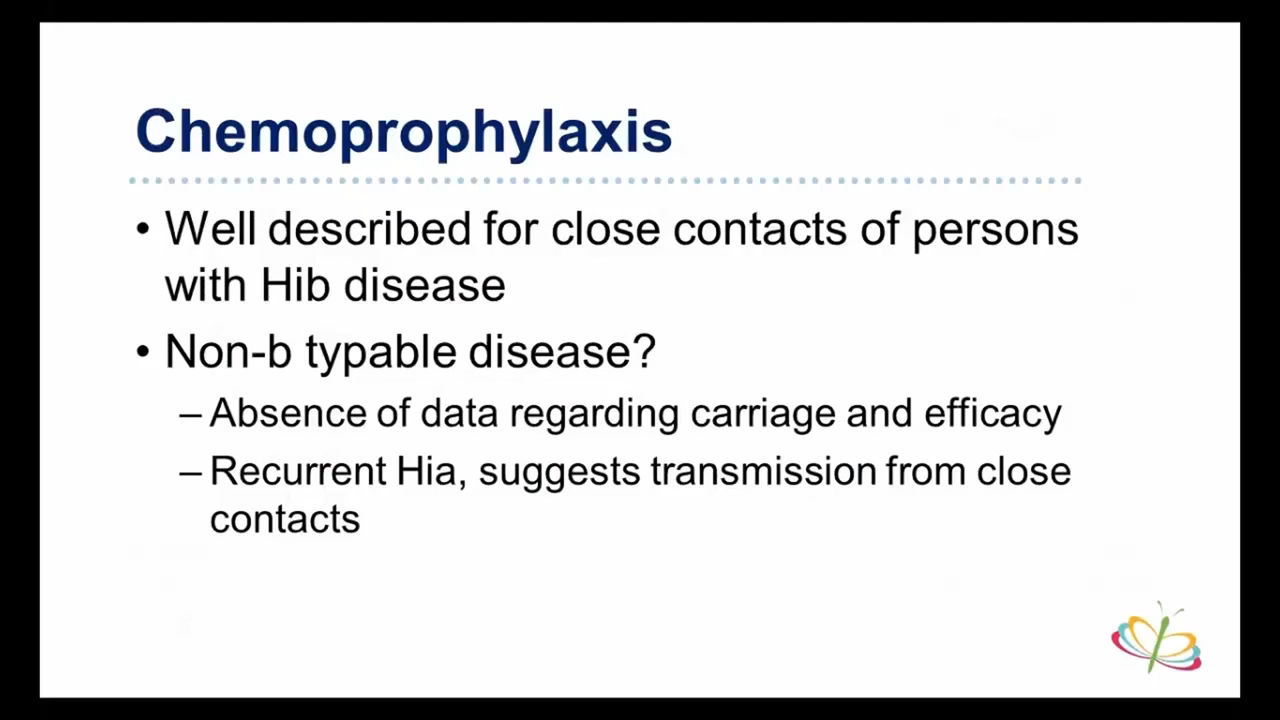 Chemoprophylaxis
• Well described for close contacts of persons
with Hib disease
• Non-b typable disease?
– Absence of data regarding carriage and efficacy
– Recurrent Hia, suggests transmission from close
contacts